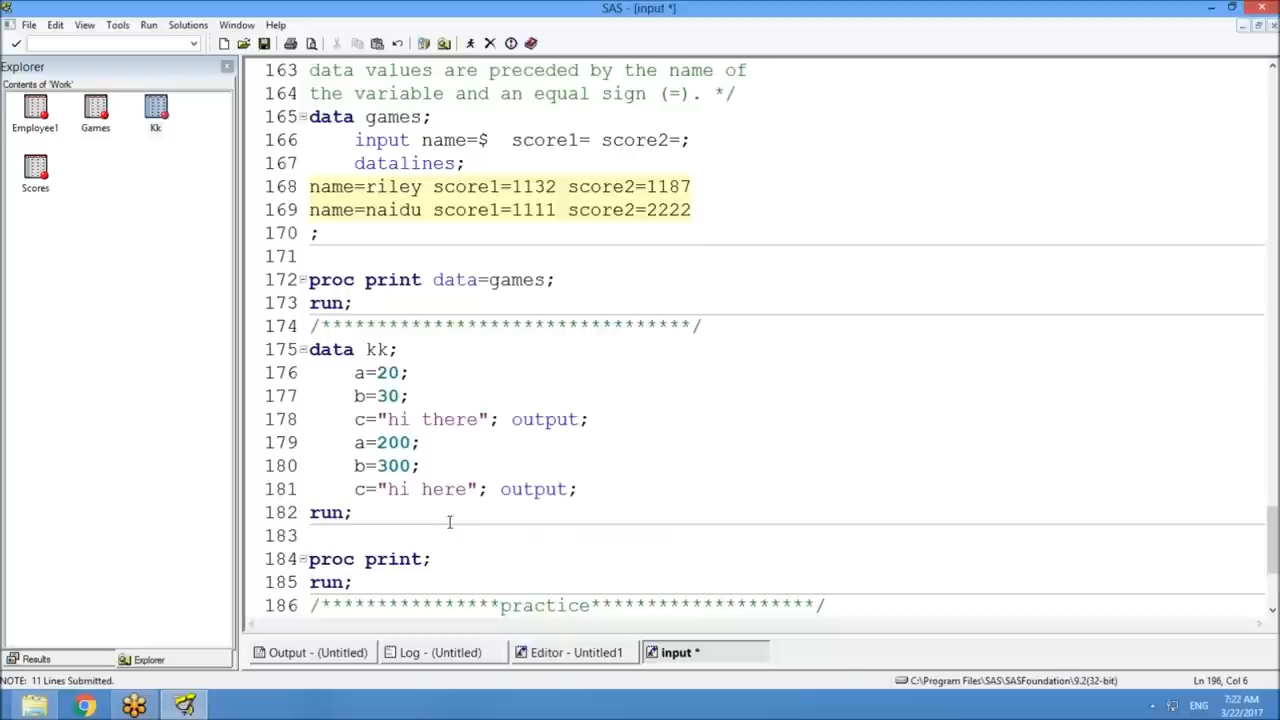 SAS - [input *]
File Edit View Tools Run Solutions Window Help
Explorer
Contents of 'Work'
Employee1 Games Kk
Scores
163 data values are preceded by the name of
164 the variable and an equal sign (=). */
165 data games;
166 input name=$ score1= score2=;
167 datalines;
168 name=riley score1=1132 score2=1187
169 name=naidu score1=1111 score2=2222
170 ;
171
172 proc print data=games;
173 run;
174 /*********************************/
175 data kk;
176 a=20;
177 b=30;
178 c="hi there"; output;
179 a=200;
180 b=300;
181 c="hi here"; output;
182 run;
183
184 proc print;
185 run;
186 /****************practice********************/
Results Explorer
Output - (Untitled) Log - (Untitled) Editor - Untitled1 input *
NOTE: 11 Lines Submitted. C:\Program Files\SAS\SASFoundation\9.2(32-bit) Ln 196, Col 6
ENG 7:22 AM
3/22/2017